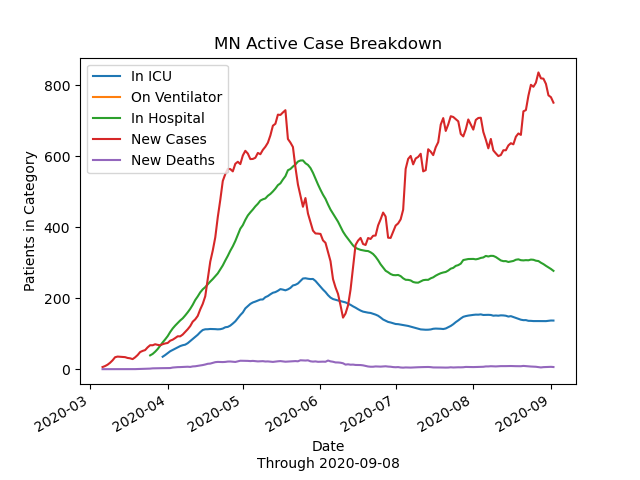 MN Active Case Breakdown
In ICU
On Ventilator
In Hospital
New Cases
New Deaths
Patients in Category
800
600
400
200
0
2020-03
2020-04
2020-05
2020-06
2020-07
2020-08
2020-09
Date
Through 2020-09-08